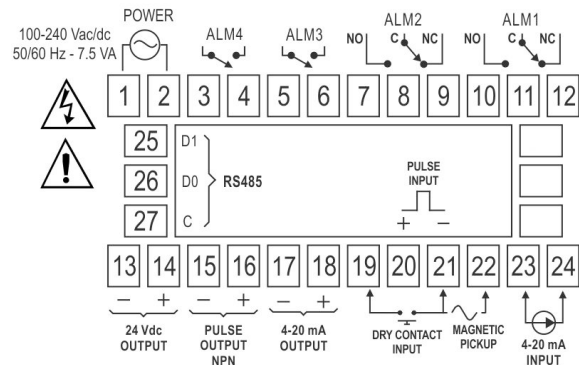 POWER
100-240 Vac/dc
50/60 Hz - 7.5 VA
ALM4
ALM3
ALM2
NO C NC
ALM1
NO C NC
1 2 3 4 5 6 7 8 9 10 11 12
25 D1
26 D0 RS485
27 C
PULSE
INPUT
+ −
13 14 15 16 17 18 19 20 21 22 23 24
− + − + − +
24 Vdc
OUTPUT
PULSE
OUTPUT
NPN
4-20 mA
OUTPUT
DRY CONTACT
INPUT
MAGNETIC
PICKUP
4-20 mA
INPUT